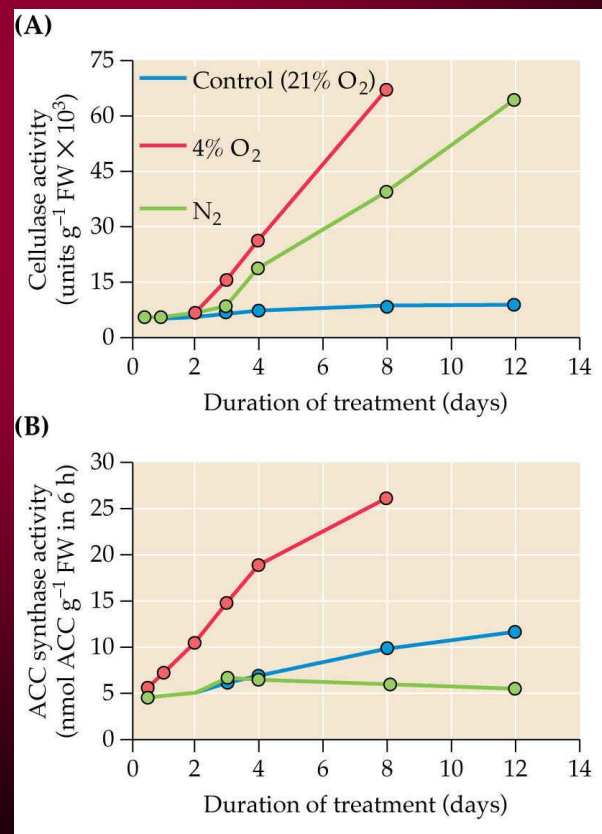 (A)
75
60
45
30
15
0
Cellulase activity
(units g⁻¹ FW × 10³)
Control (21% O₂)
4% O₂
N₂
0 2 4 6 8 10 12 14
Duration of treatment (days)
(B)
30
25
20
15
10
5
0
ACC synthase activity
(nmol ACC g⁻¹ FW in 6 h)
0 2 4 6 8 10 12 14
Duration of treatment (days)